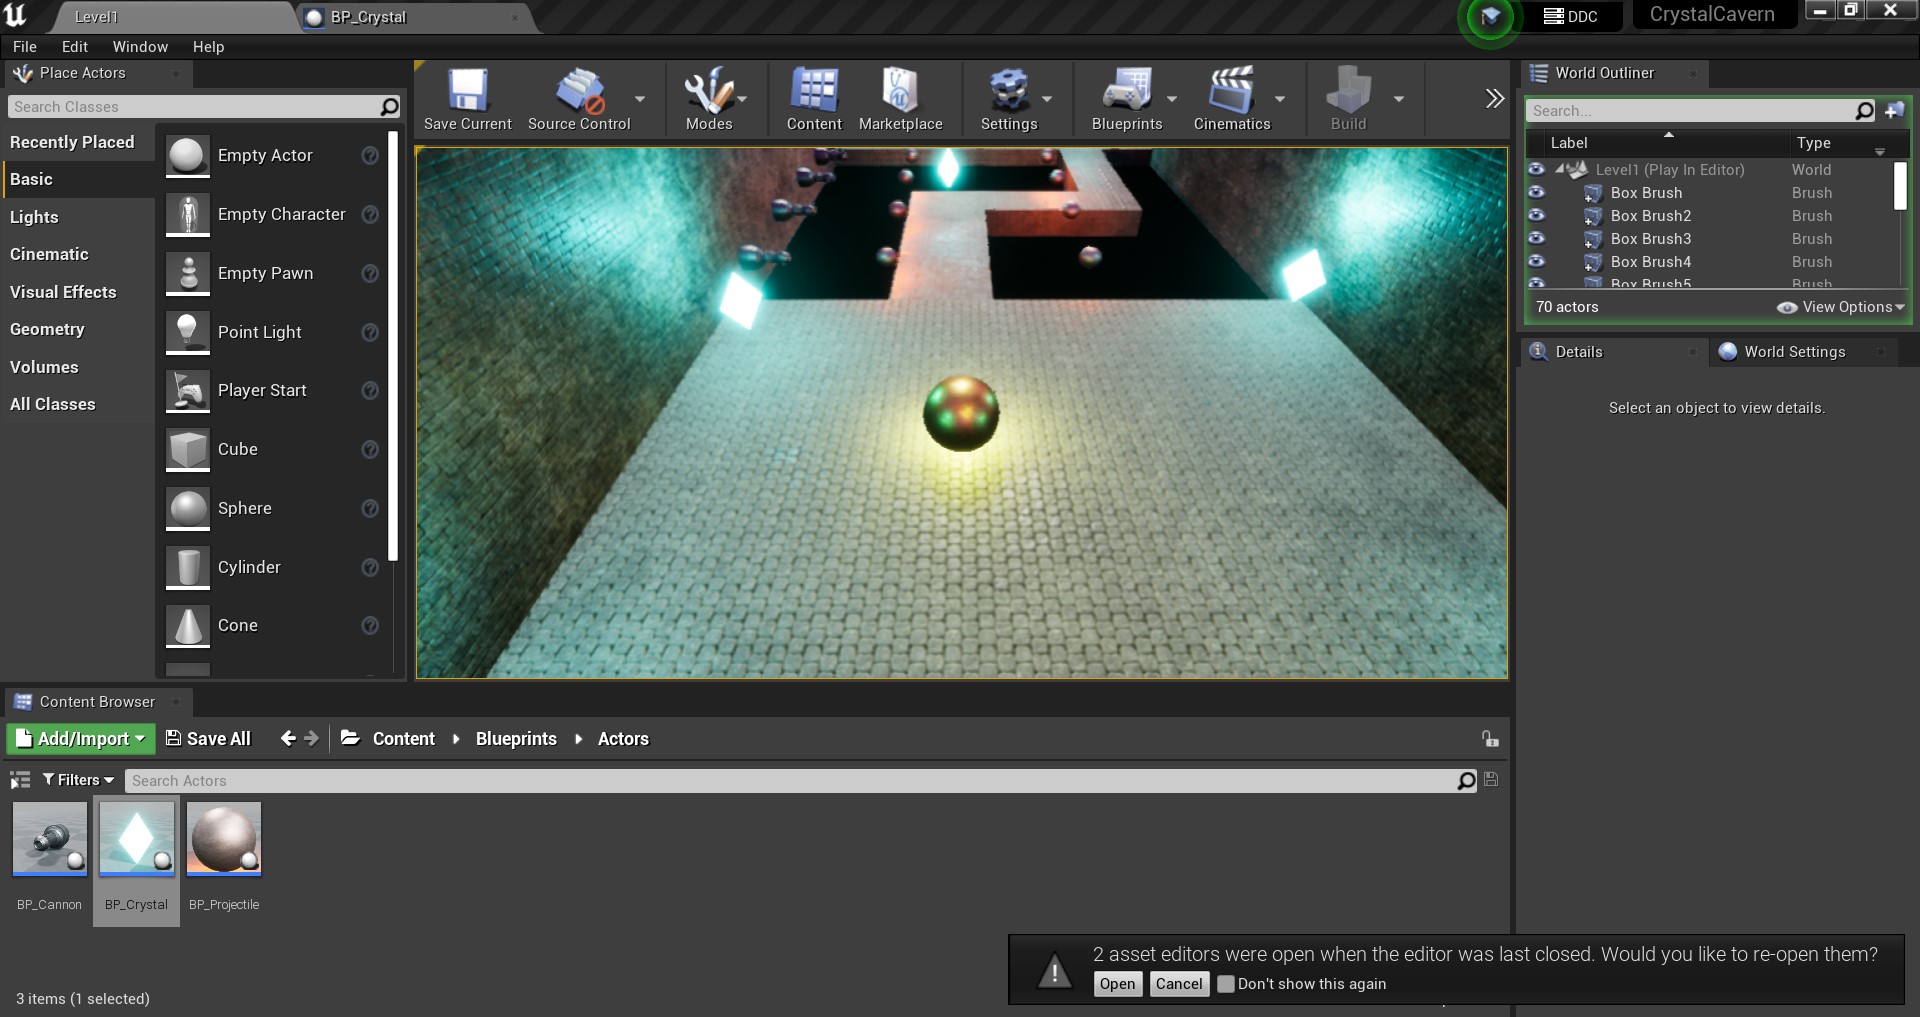 Level1
BP_Crystal
DDC
CrystalCavern
File Edit Window Help
Place Actors
Search Classes
Recently Placed
Basic
Lights
Cinematic
Visual Effects
Geometry
Volumes
All Classes
Empty Actor
Empty Character
Empty Pawn
Point Light
Player Start
Cube
Sphere
Cylinder
Cone
Save Current
Source Control
Modes
Content
Marketplace
Settings
Blueprints
Cinematics
Build
World Outliner
Search...
Label Type
Level1 (Play In Editor) World
Box Brush Brush
Box Brush2 Brush
Box Brush3 Brush
Box Brush4 Brush
Box Brush5 Brush
70 actors View Options
Details
World Settings
Select an object to view details.
Content Browser
Add/Import Save All Content Blueprints Actors
Filters Search Actors
BP_Cannon
BP_Crystal
BP_Projectile
3 items (1 selected)
2 asset editors were open when the editor was last closed. Would you like to re-open them?
Open Cancel Don't show this again